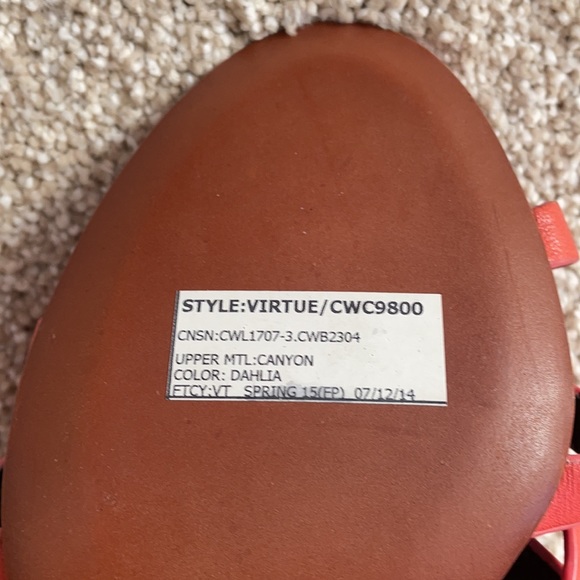 STYLE:VIRTUE/CWC9800
CNSN:CWL1707-3.CWB2304
UPPER MTL:CANYON
COLOR: DAHLIA
FTCY:VT SPRING 15(FP) 07/12/14